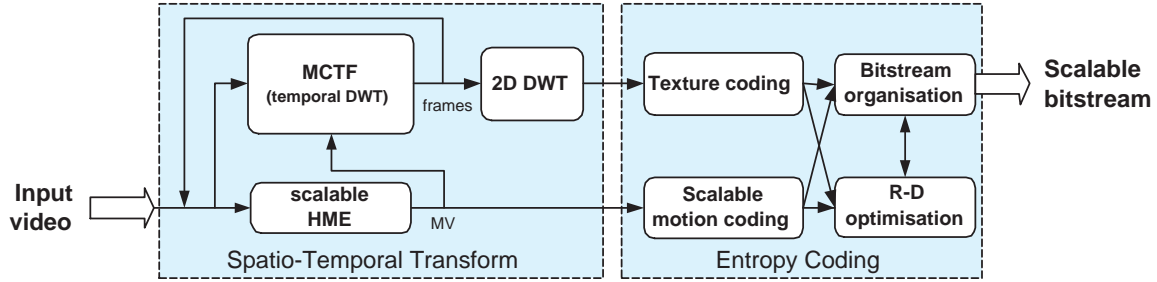 Input
video
MCTF
(temporal DWT)
frames
2D DWT
scalable
HME
MV
Spatio-Temporal Transform
Texture coding
Scalable
motion coding
Bitstream
organisation
R-D
optimisation
Entropy Coding
Scalable
bitstream